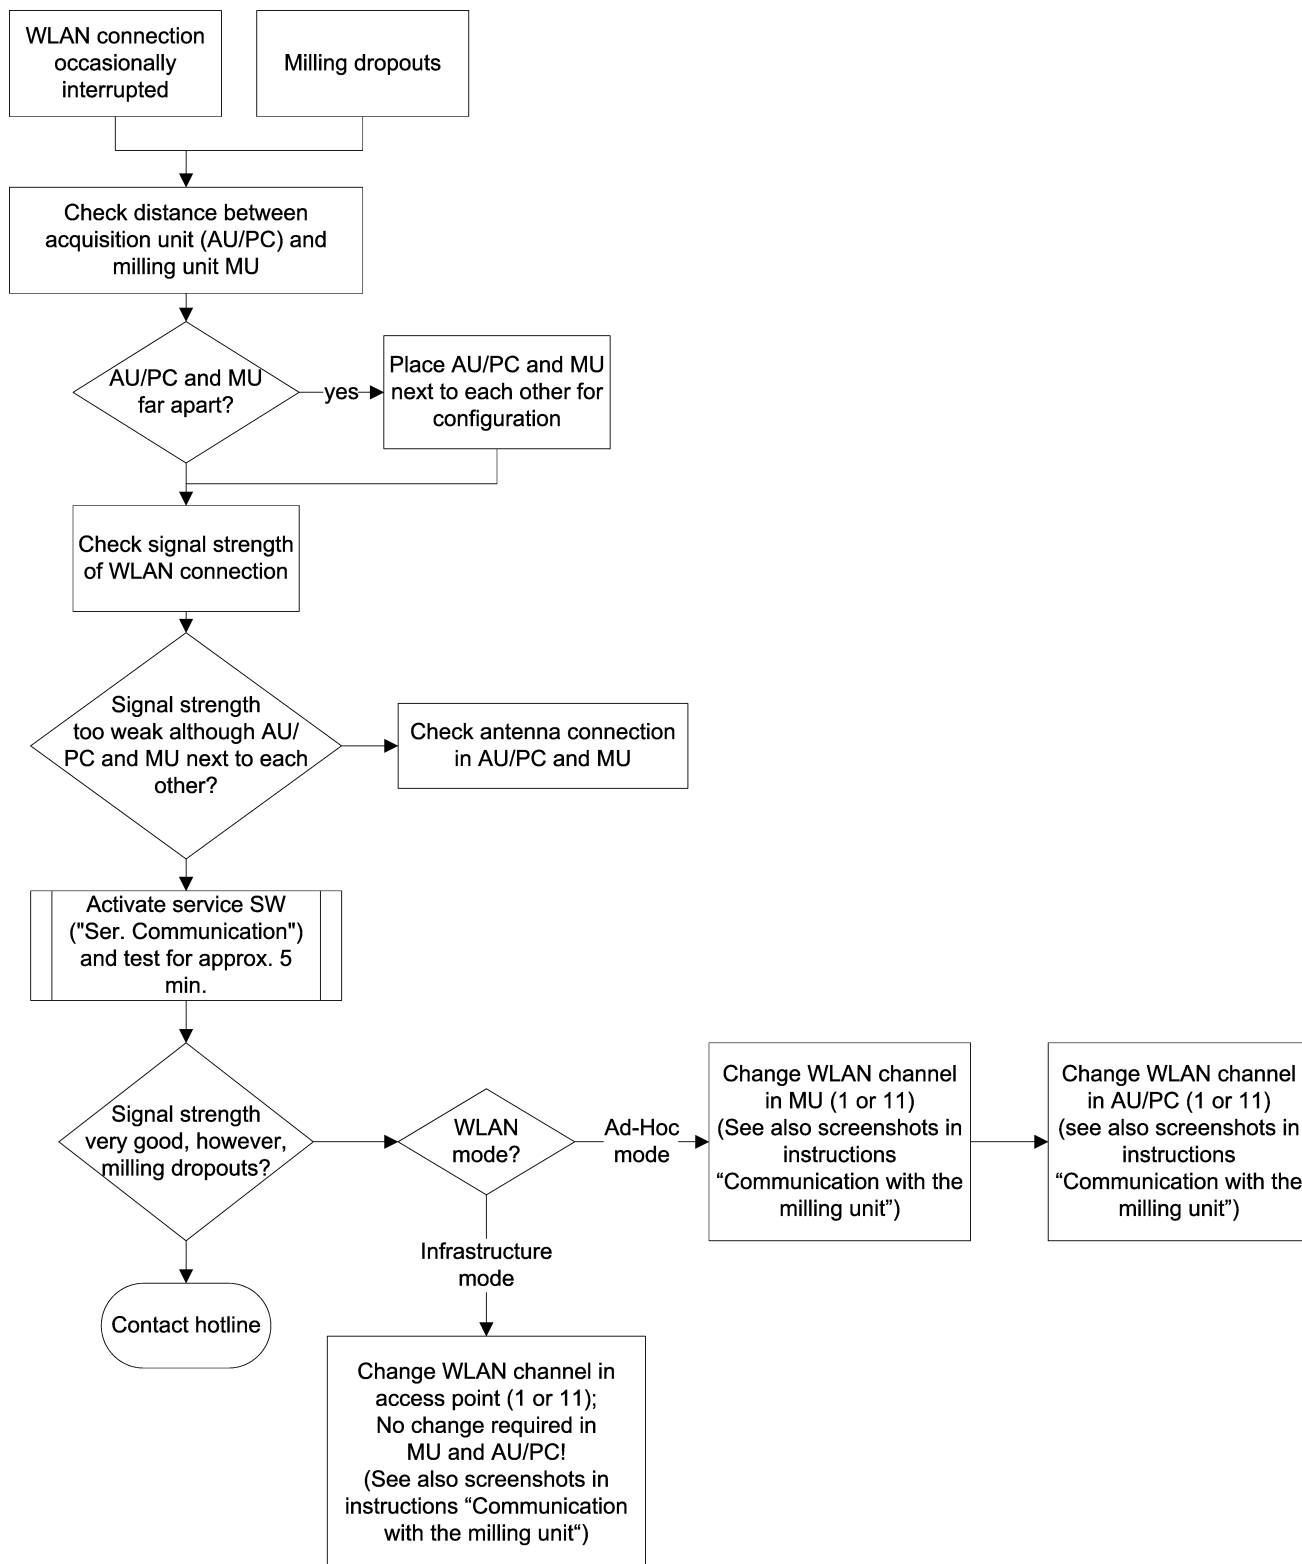 WLAN connection
occasionally
interrupted
Milling dropouts
Check distance between
acquisition unit (AU/PC) and
milling unit MU
AU/PC and MU
far apart?
yes
Place AU/PC and MU
next to each other for
configuration
Check signal strength
of WLAN connection
Signal strength
too weak although AU/
PC and MU next to each
other?
Check antenna connection
in AU/PC and MU
Activate service SW
("Ser. Communication")
and test for approx. 5
min.
Signal strength
very good, however,
milling dropouts?
WLAN
mode?
Ad-Hoc
mode
Change WLAN channel
in MU (1 or 11)
(See also screenshots in
instructions
“Communication with the
milling unit”)
Change WLAN channel
in AU/PC (1 or 11)
(see also screenshots in
instructions
“Communication with the
milling unit”)
Infrastructure
mode
Contact hotline
Change WLAN channel in
access point (1 or 11);
No change required in
MU and AU/PC!
(See also screenshots in
instructions “Communication
with the milling unit“)